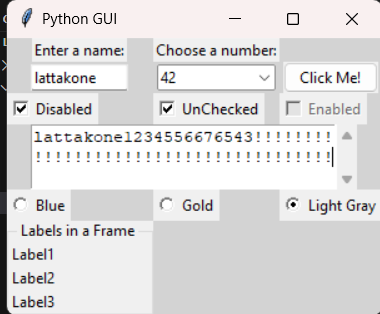 Python GUI
Enter a name: Choose a number:
lattakone 42 Click Me!
Disabled UnChecked Enabled
lattakone1234556676543!!!!!!!!
!!!!!!!!!!!!!!!!!!!!!!!!!!!!!!
Blue Gold Light Gray
Labels in a Frame
Label1
Label2
Label3